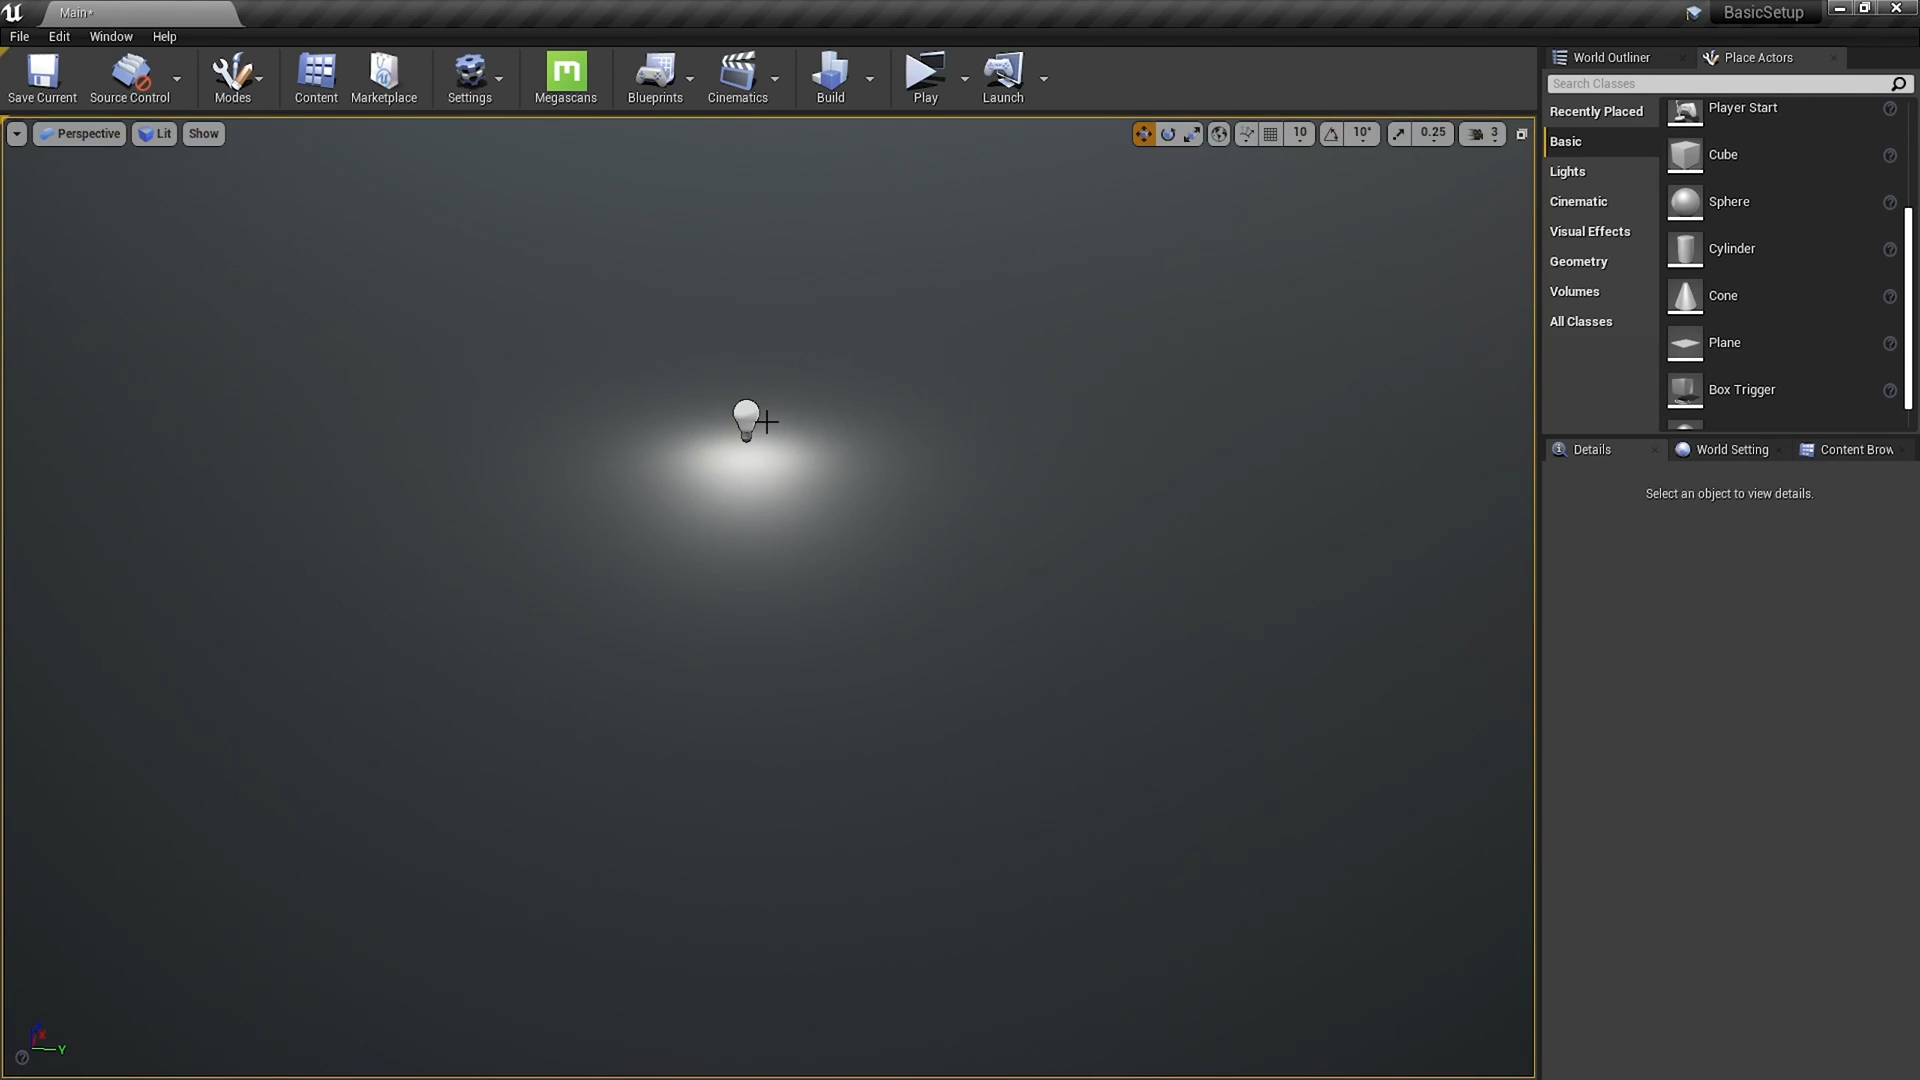 Main*
BasicSetup
File Edit Window Help
Save Current Source Control Modes Content Marketplace Settings Megascans Blueprints Cinematics Build Play Launch
Perspective Lit Show
10 10° 0.25 3
World Outliner Place Actors
Search Classes
Recently Placed
Basic
Lights
Cinematic
Visual Effects
Geometry
Volumes
All Classes
Player Start
Cube
Sphere
Cylinder
Cone
Plane
Box Trigger
Details World Setting Content Brow
Select an object to view details.
Y